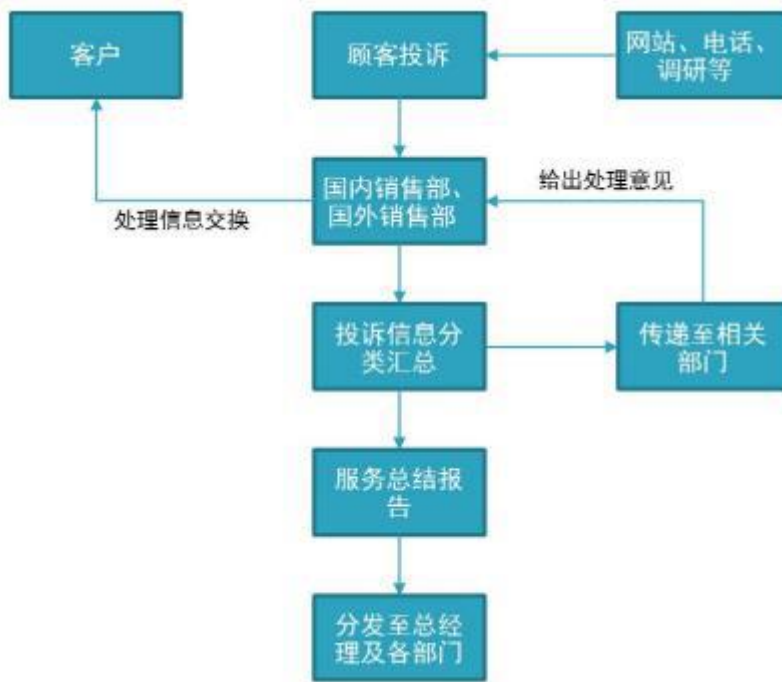 客户
顾客投诉
网站、电话、
调研等
国内销售部、
国外销售部
给出处理意见
处理信息交换
投诉信息分
类汇总
传递至相关
部门
服务总结报
告
分发至总经
理及各部门